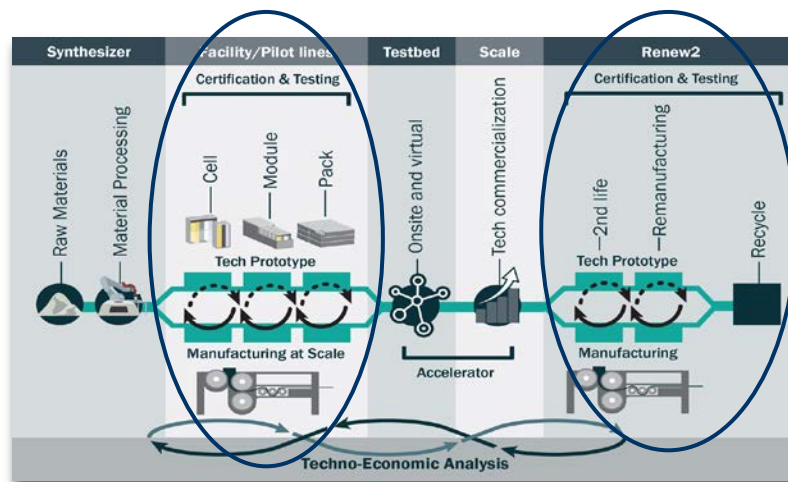 Synthesizer
Facility/Pilot lines
Testbed
Scale
Renew2
Certification & Testing
Certification & Testing
Raw Materials
Material Processing
Cell
Module
Pack
Onsite and virtual
Tech commercialization
2nd life
Remanufacturing
Recycle
Tech Prototype
Tech Prototype
Manufacturing at Scale
Manufacturing
Accelerator
Techno-Economic Analysis